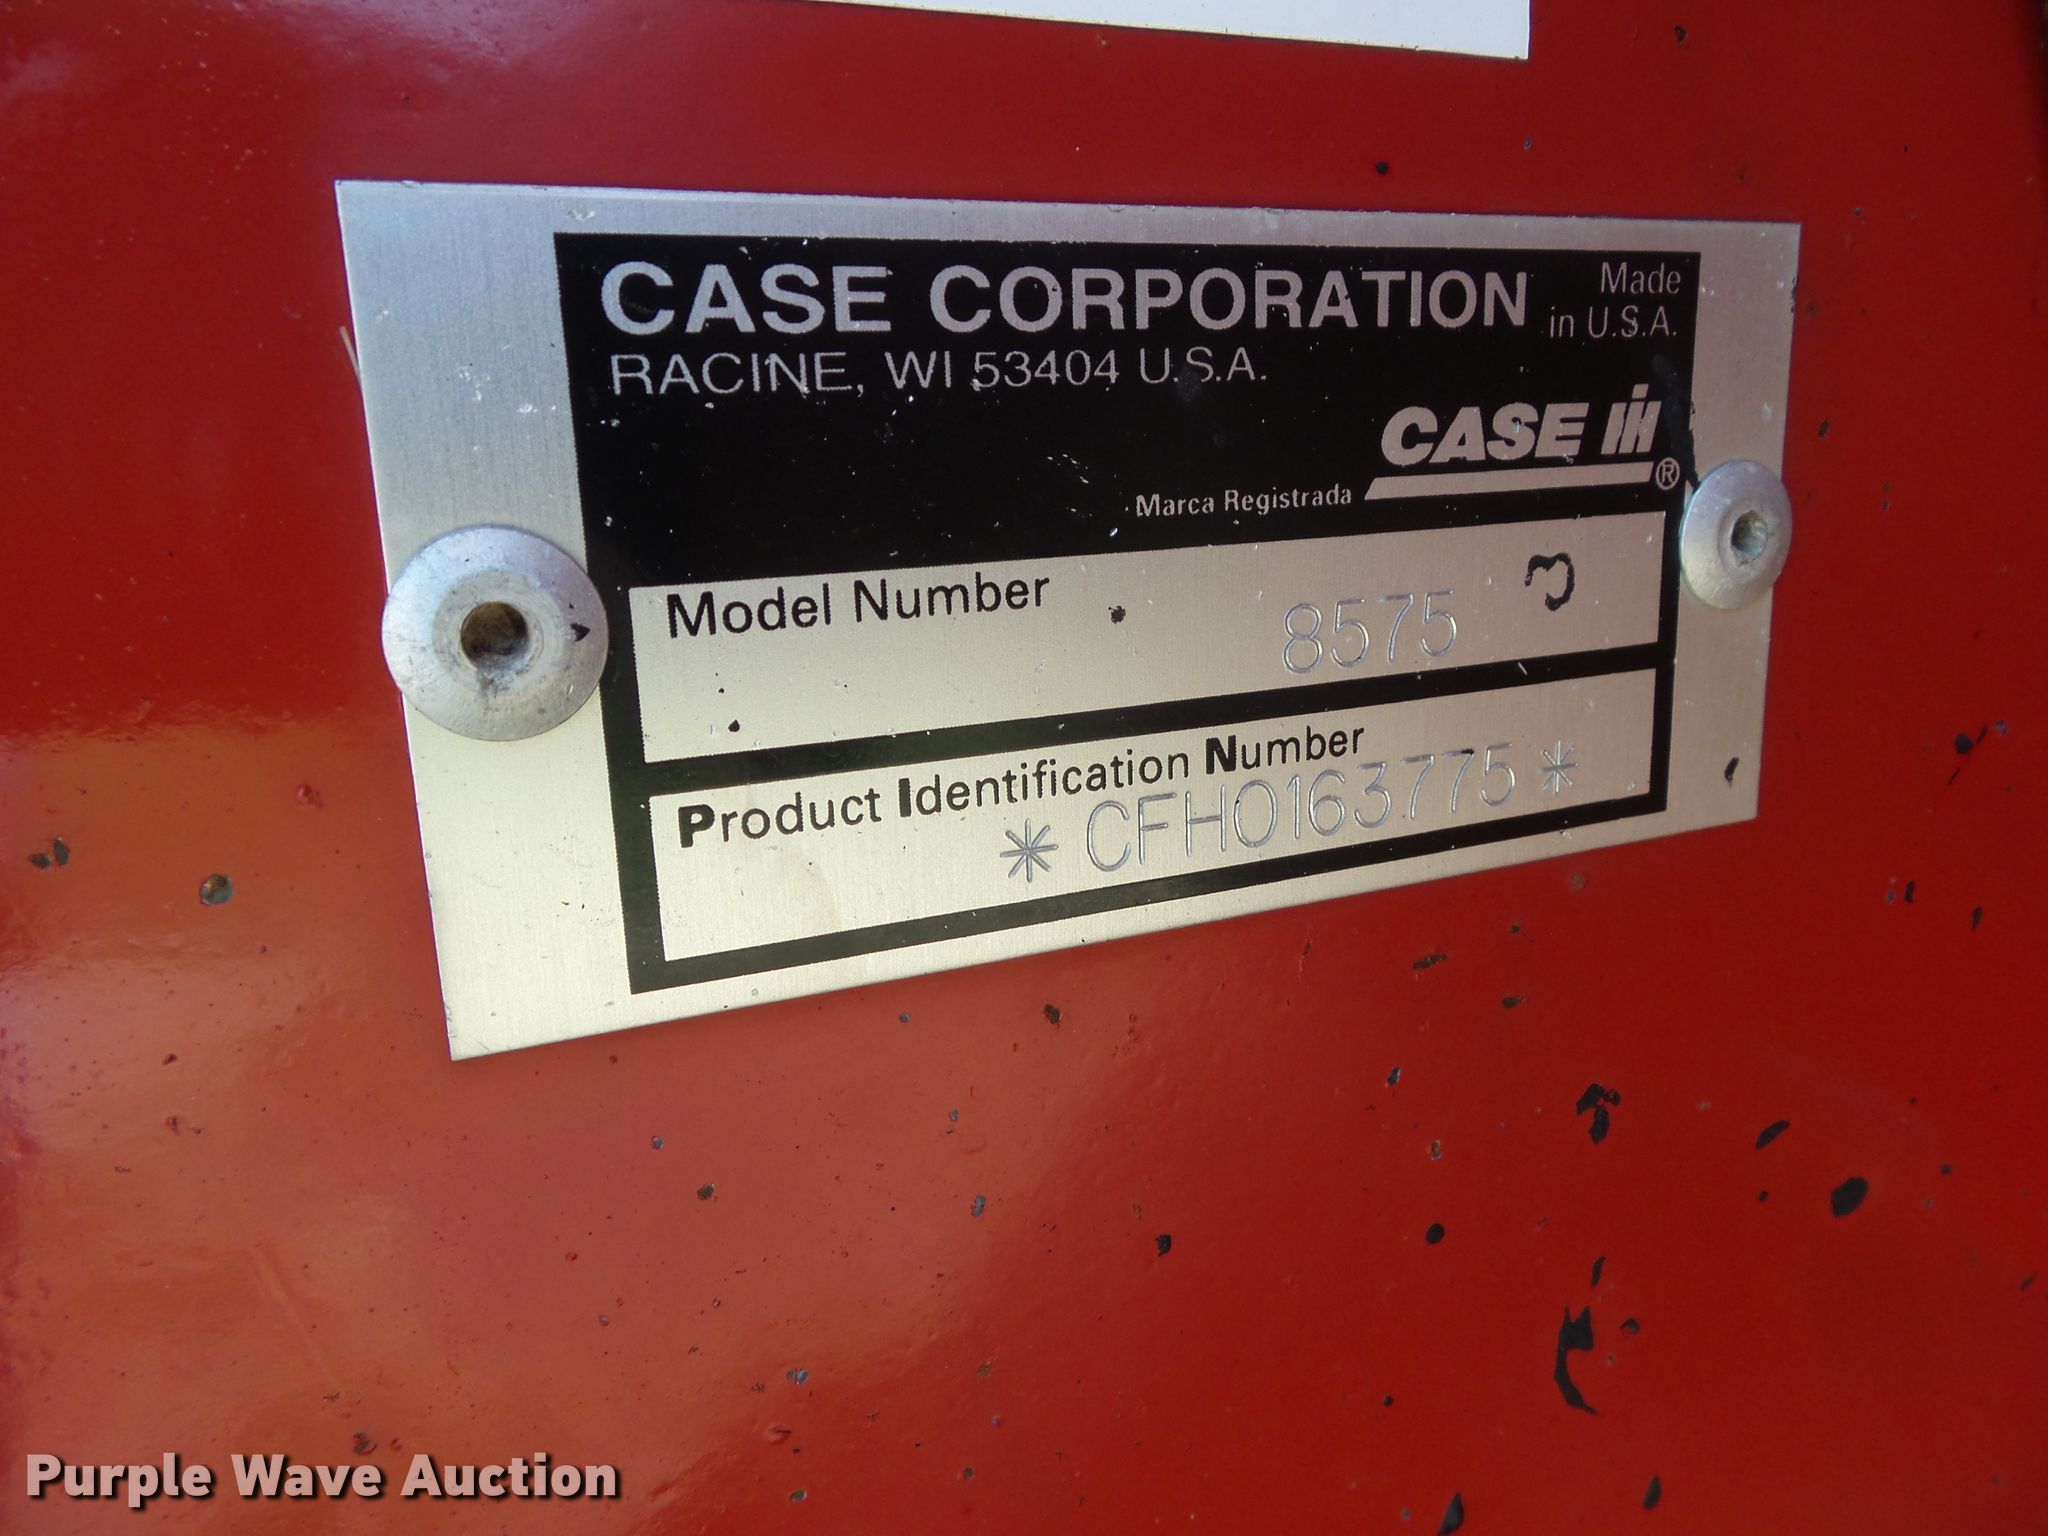 CASE CORPORATION
Made
in U.S.A.
RACINE, WI 53404 U.S.A.
CASE IH ®
Marca Registrada
Model Number
8575
Product Identification Number
*CFH0163775*
Purple Wave Auction